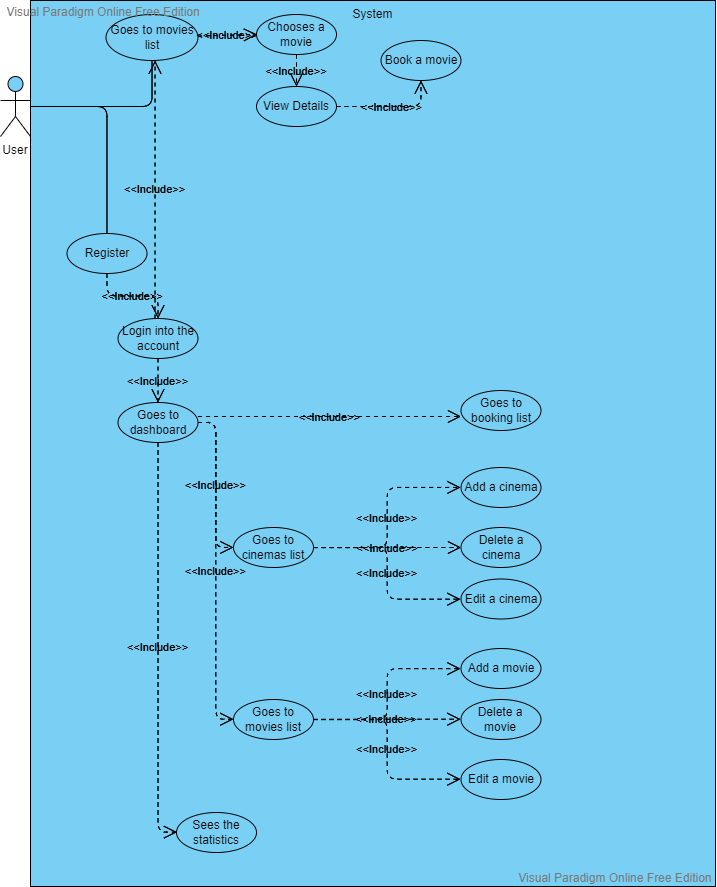 Visual Paradigm Online Free Edition
System
Goes to movies
list
<<Include>>
Chooses a
movie
<<Include>>
Book a movie
View Details
<<Include>>
User
<<Include>>
Register
<<Include>>
Login into the
account
<<Include>>
Goes to
dashboard
<<Include>>
Goes to
booking list
<<Include>>
Add a cinema
<<Include>>
Goes to
cinemas list
<<Include>>
Delete a
cinema
<<Include>>
<<Include>>
Edit a cinema
<<Include>>
Add a movie
<<Include>>
Goes to
movies list
<<Include>>
Delete a
movie
<<Include>>
Edit a movie
Sees the
statistics
Visual Paradigm Online Free Edition